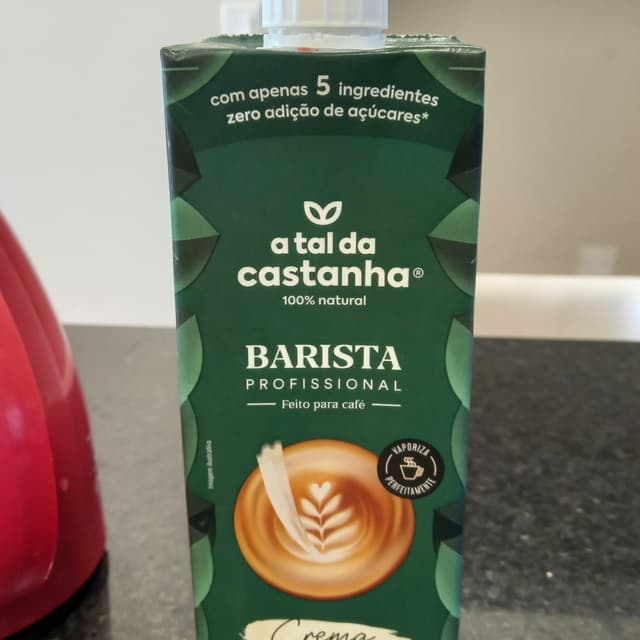 com apenas 5 ingredientes
zero adição de açúcares*
a tal da
castanha®
100% natural
BARISTA
PROFISSIONAL
Feito para café
VAPORIZA
PERFEITAMENTE
imagem ilustrativa
Crema